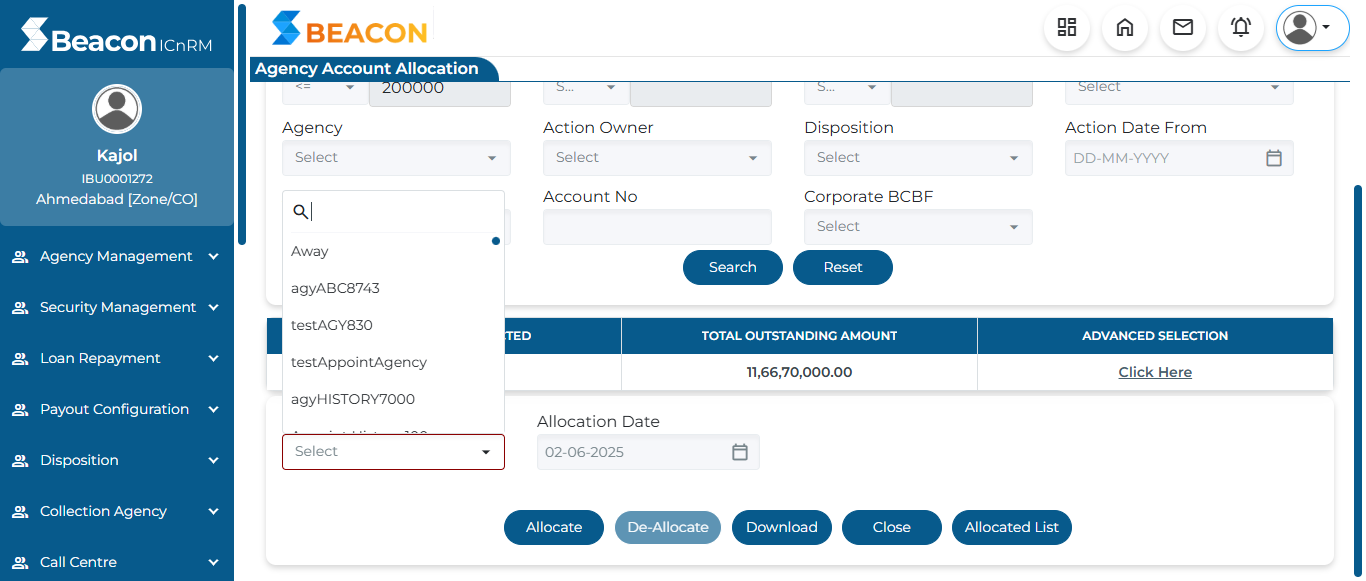 Beacon ICnRM
BEACON
Agency Account Allocation
Kajol
IBU0001272
Ahmedabad [Zone/CO]
Agency Management
Security Management
Loan Repayment
Payout Configuration
Disposition
Collection Agency
Call Centre
<= 200000 S... S... Select
Agency Action Owner Disposition Action Date From
Select Select Select DD-MM-YYYY
Account No Corporate BCBF
Select
Search Reset
Away
agyABC8743
testAGY830
testAppointAgency
agyHISTORY7000
TED TOTAL OUTSTANDING AMOUNT ADVANCED SELECTION
11,66,70,000.00 Click Here
Allocation Date
Select 02-06-2025
Allocate De-Allocate Download Close Allocated List